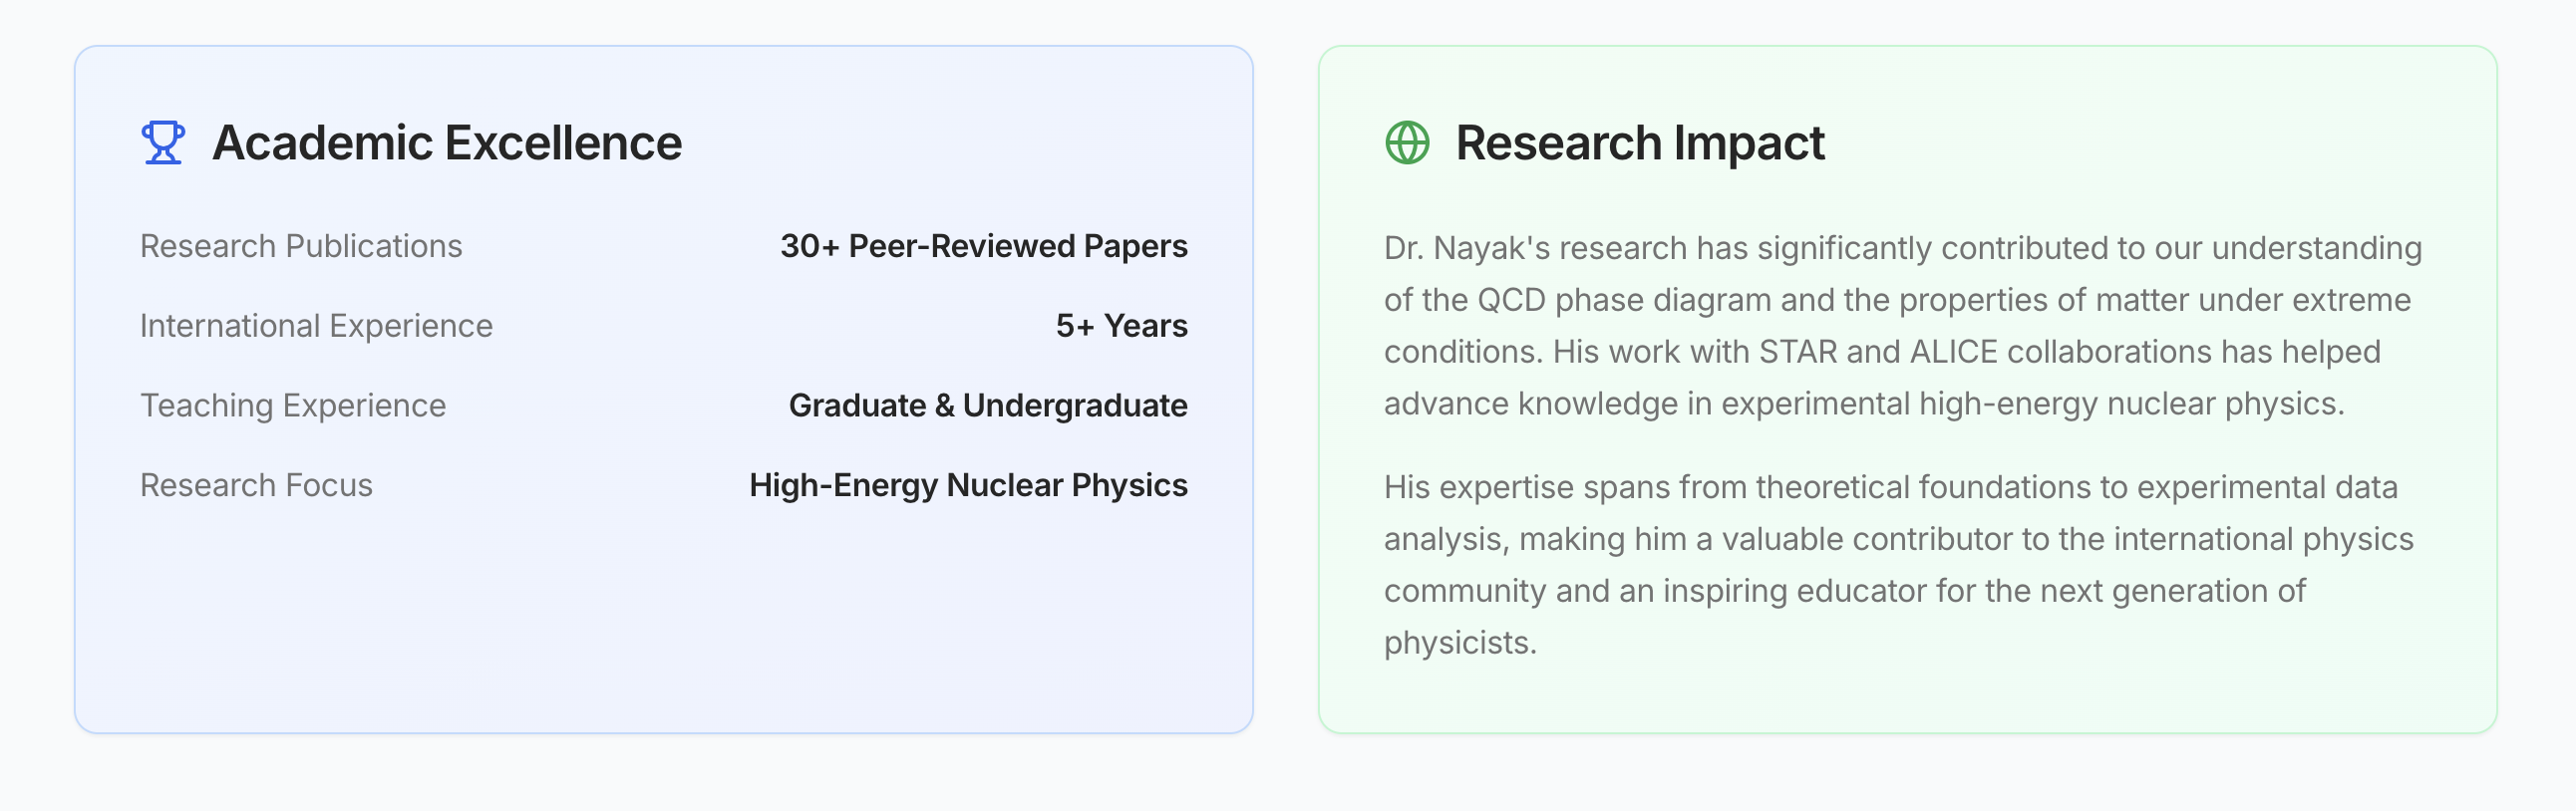 Academic Excellence
Research Publications 30+ Peer-Reviewed Papers
International Experience 5+ Years
Teaching Experience Graduate & Undergraduate
Research Focus High-Energy Nuclear Physics
Research Impact
Dr. Nayak's research has significantly contributed to our understanding
of the QCD phase diagram and the properties of matter under extreme
conditions. His work with STAR and ALICE collaborations has helped
advance knowledge in experimental high-energy nuclear physics.
His expertise spans from theoretical foundations to experimental data
analysis, making him a valuable contributor to the international physics
community and an inspiring educator for the next generation of
physicists.